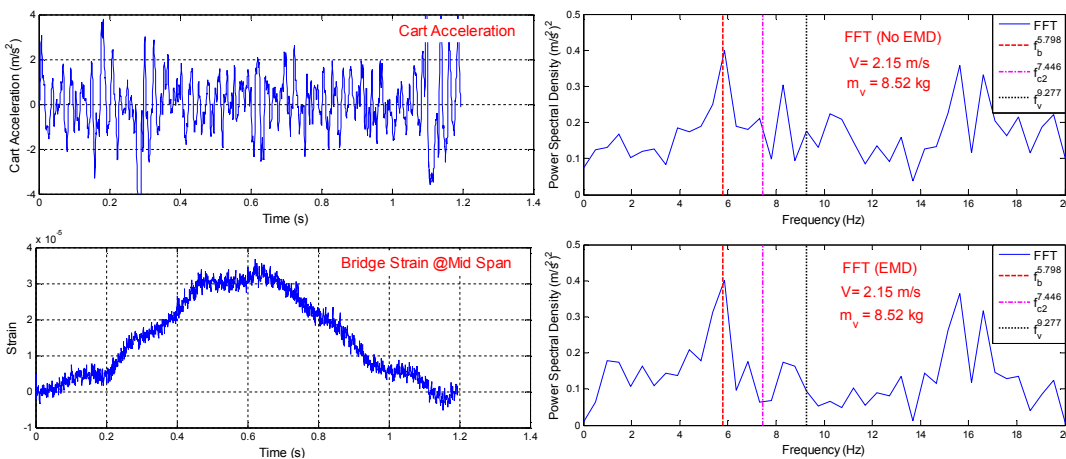 4
2
0
-2
-4
Cart Acceleration (m/s²)
Cart Acceleration
0 0.2 0.4 0.6 0.8 1 1.2 1.4
Time (s)
0.5
0.4
0.3
0.2
0.1
0
Power Spectral Density (m/s²)²
FFT (No EMD)
V= 2.15 m/s
m_v = 8.52 kg
FFT
f_b^5.798
f_c2^7.446
f_v^9.277
0 2 4 6 8 10 12 14 16 18 20
Frequency (Hz)
x 10^-5
4
3
2
1
0
-1
Strain
Bridge Strain @Mid Span
0 0.2 0.4 0.6 0.8 1 1.2 1.4
Time (s)
0.5
0.4
0.3
0.2
0.1
0
Power Spectral Density (m/s²)²
FFT (EMD)
V= 2.15 m/s
m_v = 8.52 kg
FFT
f_b^5.798
f_c2^7.446
f_v^9.277
0 2 4 6 8 10 12 14 16 18 20
Frequency (Hz)